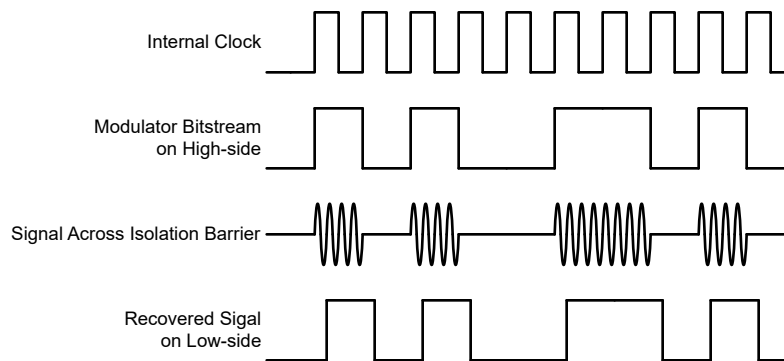 Internal Clock
Modulator Bitstream
on High-side
Signal Across Isolation Barrier
Recovered Sigal
on Low-side